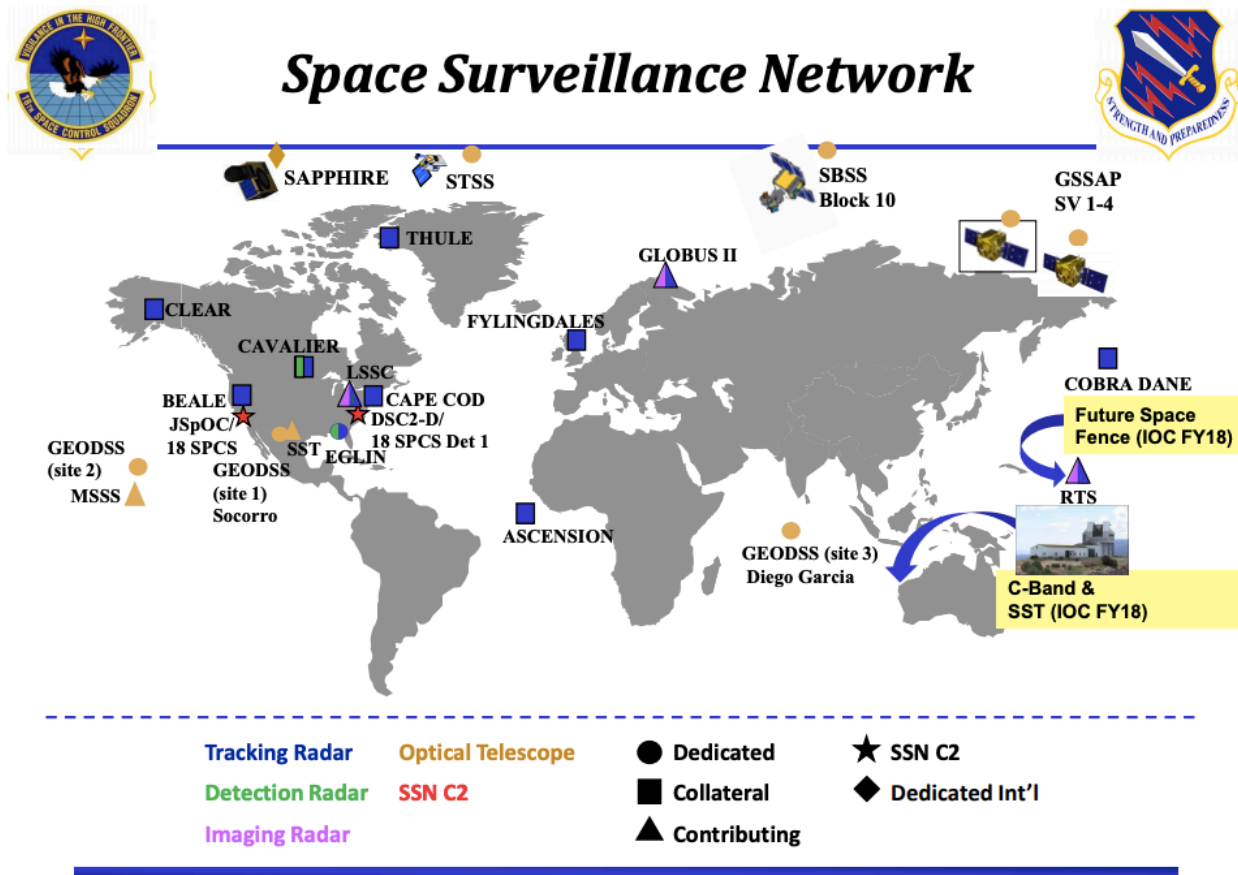 VIGILANCE IN THE HIGH FRONTIER
18TH SPACE CONTROL SQUADRON
Space Surveillance Network
STRENGTH AND PREPAREDNESS
SAPPHIRE
STSS
SBSS
Block 10
GSSAP
SV 1-4
THULE
GLOBUS II
CLEAR
FYLINGDALES
CAVALIER
LSSC
COBRA DANE
BEALE
CAPE COD
JSpOC/
18 SPCS
DSC2-D/
18 SPCS Det 1
Future Space
Fence (IOC FY18)
GEODSS
(site 2)
MSSS
SST
EGLIN
GEODSS
(site 1)
Socorro
RTS
ASCENSION
GEODSS (site 3)
Diego Garcia
C-Band &
SST (IOC FY18)
Tracking Radar
Optical Telescope
Dedicated
SSN C2
Detection Radar
SSN C2
Collateral
Dedicated Int'l
Imaging Radar
Contributing